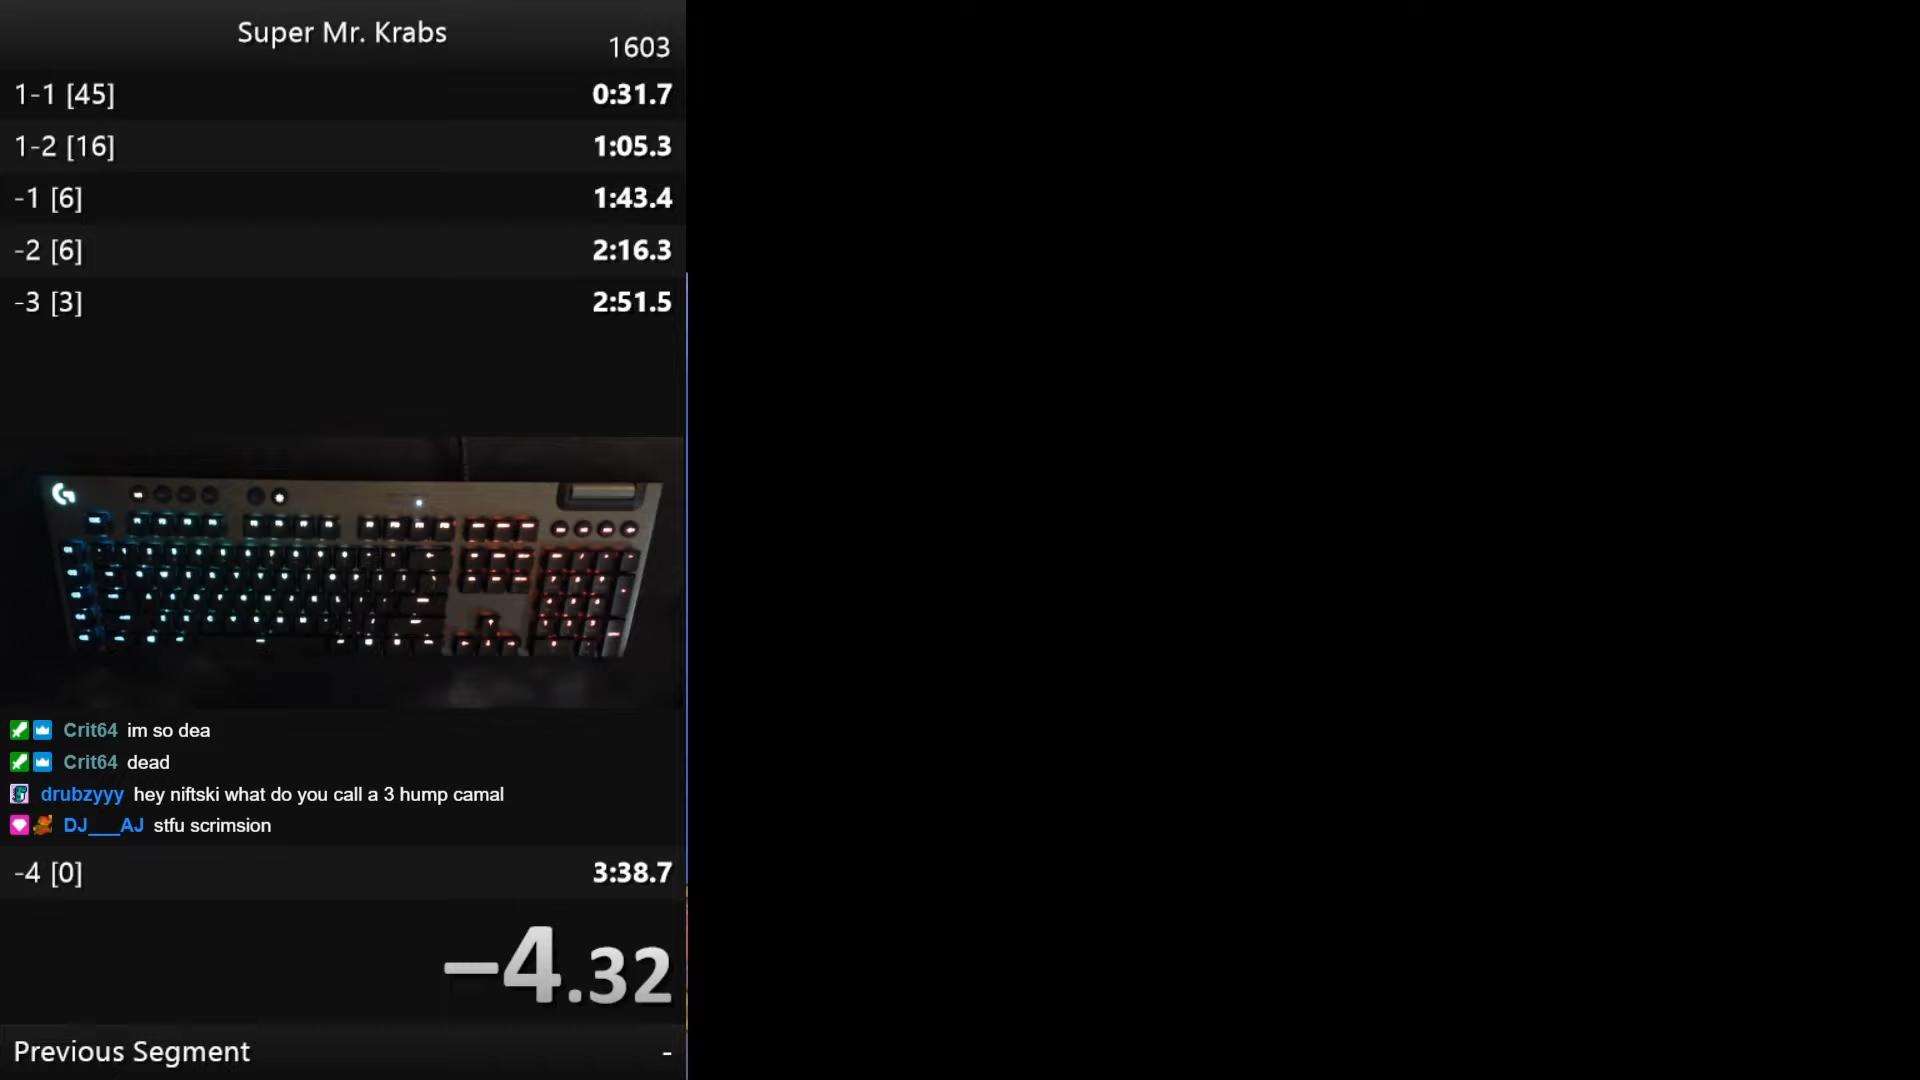 Super Mr. Krabs
1603
1-1 [45] 0:31.7
1-2 [16] 1:05.3
-1 [6] 1:43.4
-2 [6] 2:16.3
-3 [3] 2:51.5
Crit64 im so dea
Crit64 dead
drubzyyy hey niftski what do you call a 3 hump camal
DJ___AJ stfu scrimsion
-4 [0] 3:38.7
−4.32
Previous Segment -